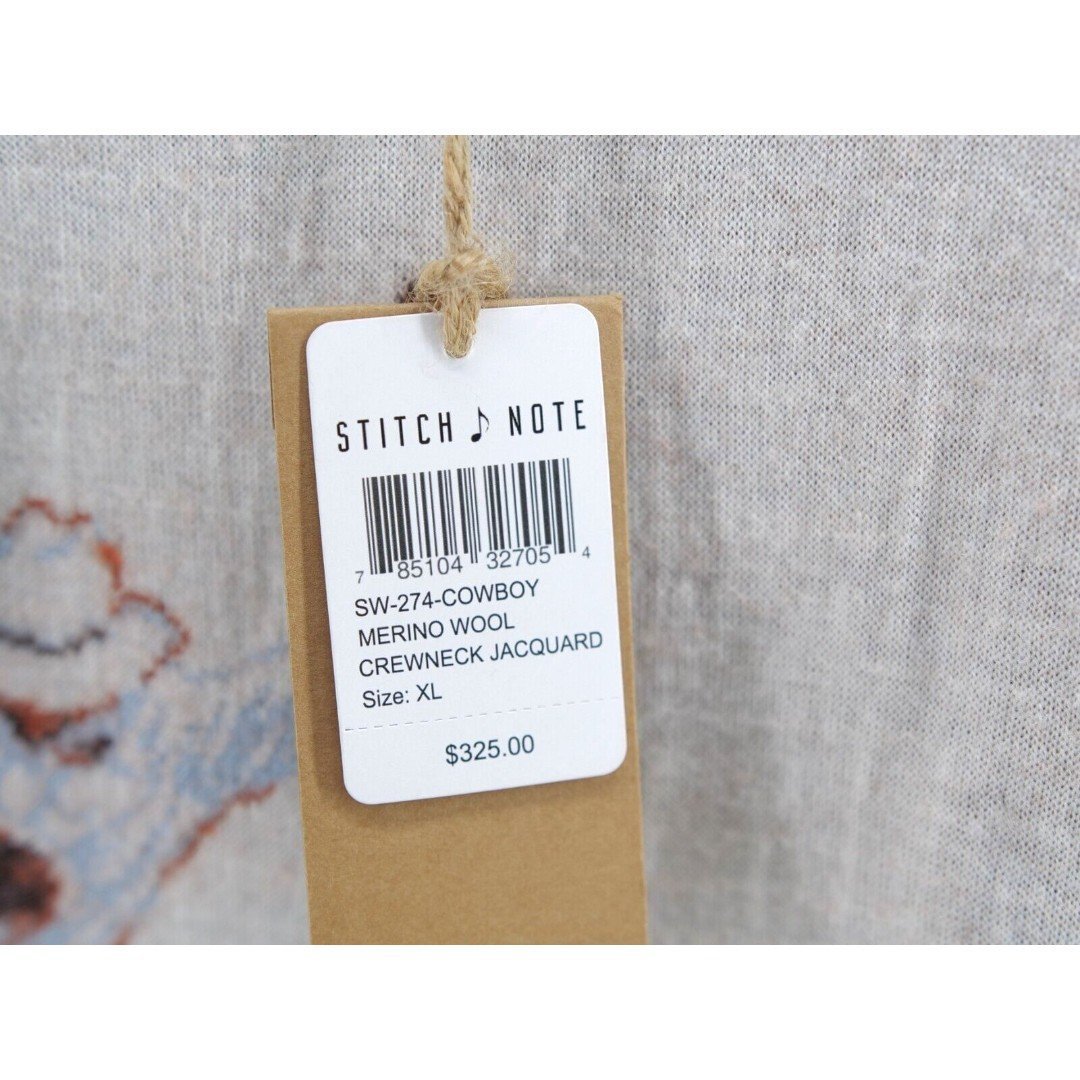 STITCH NOTE
7 85104 32705 4
SW-274-COWBOY
MERINO WOOL
CREWNECK JACQUARD
Size: XL
$325.00